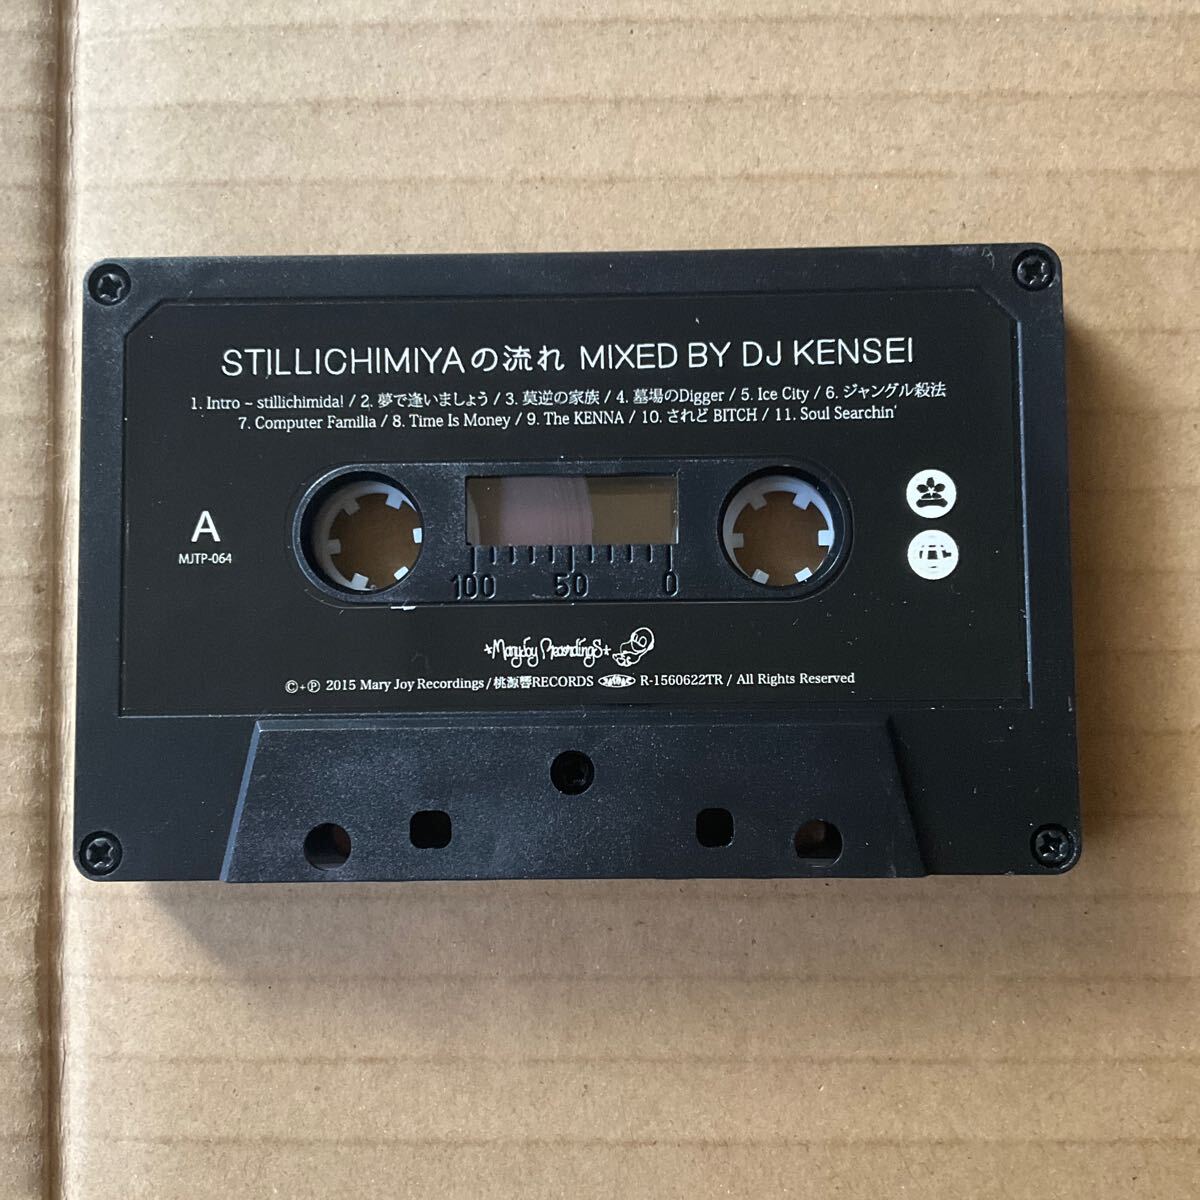 STILLICHIMIYAの流れ MIXED BY DJ KENSEI
1. Intro ~ stillichimida! / 2. 夢で逢いましょう / 3. 莫逆の家族 / 4. 墓場のDigger / 5. Ice City / 6. ジャングル殺法
7. Computer Familia / 8. Time Is Money / 9. The KENNA / 10. されど BITCH / 11. Soul Searchin'
A
MJTP-064
100 50 0
*Mary Joy Recordings*
©+℗ 2015 Mary Joy Recordings / 桃源響RECORDS R-1560622TR / All Rights Reserved